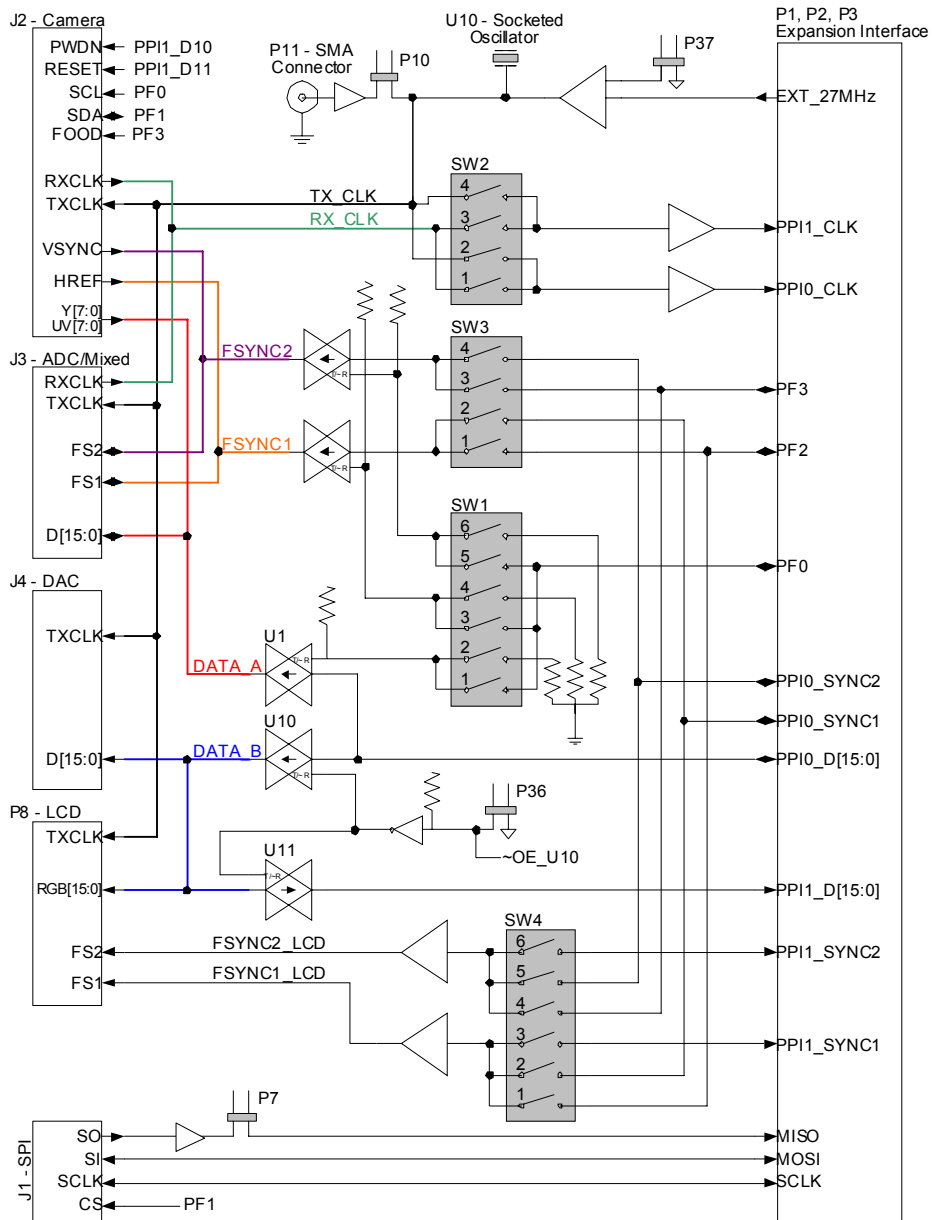 J2 - Camera
PWDN
PPI1_D10
RESET
PPI1_D11
SCL
PF0
SDA
PF1
FOOD
PF3
RXCLK
TXCLK
VSYNC
HREF
Y[7:0]
UV[7:0]
P11 - SMA
Connector
P10
U10 - Socketed
Oscillator
P37
P1, P2, P3
Expansion Interface
EXT_27MHz
TX_CLK
RX_CLK
SW2
4
3
2
1
PPI1_CLK
PPI0_CLK
J3 - ADC/Mixed
RXCLK
TXCLK
FS2
FS1
D[15:0]
FSYNC2
T/~R
FSYNC1
T/~R
SW3
4
3
2
1
PF3
PF2
SW1
6
5
4
3
2
1
PF0
J4 - DAC
TXCLK
D[15:0]
DATA_A
U1
T/~R
DATA_B
U10
T/~R
PPI0_SYNC2
PPI0_SYNC1
PPI0_D[15:0]
P8 - LCD
TXCLK
RGB[15:0]
FS2
FS1
P36
~OE_U10
U11
T/~R
PPI1_D[15:0]
FSYNC2_LCD
FSYNC1_LCD
SW4
6
5
4
3
2
1
PPI1_SYNC2
PPI1_SYNC1
J1 - SPI
SO
SI
SCLK
CS
P7
PF1
MISO
MOSI
SCLK